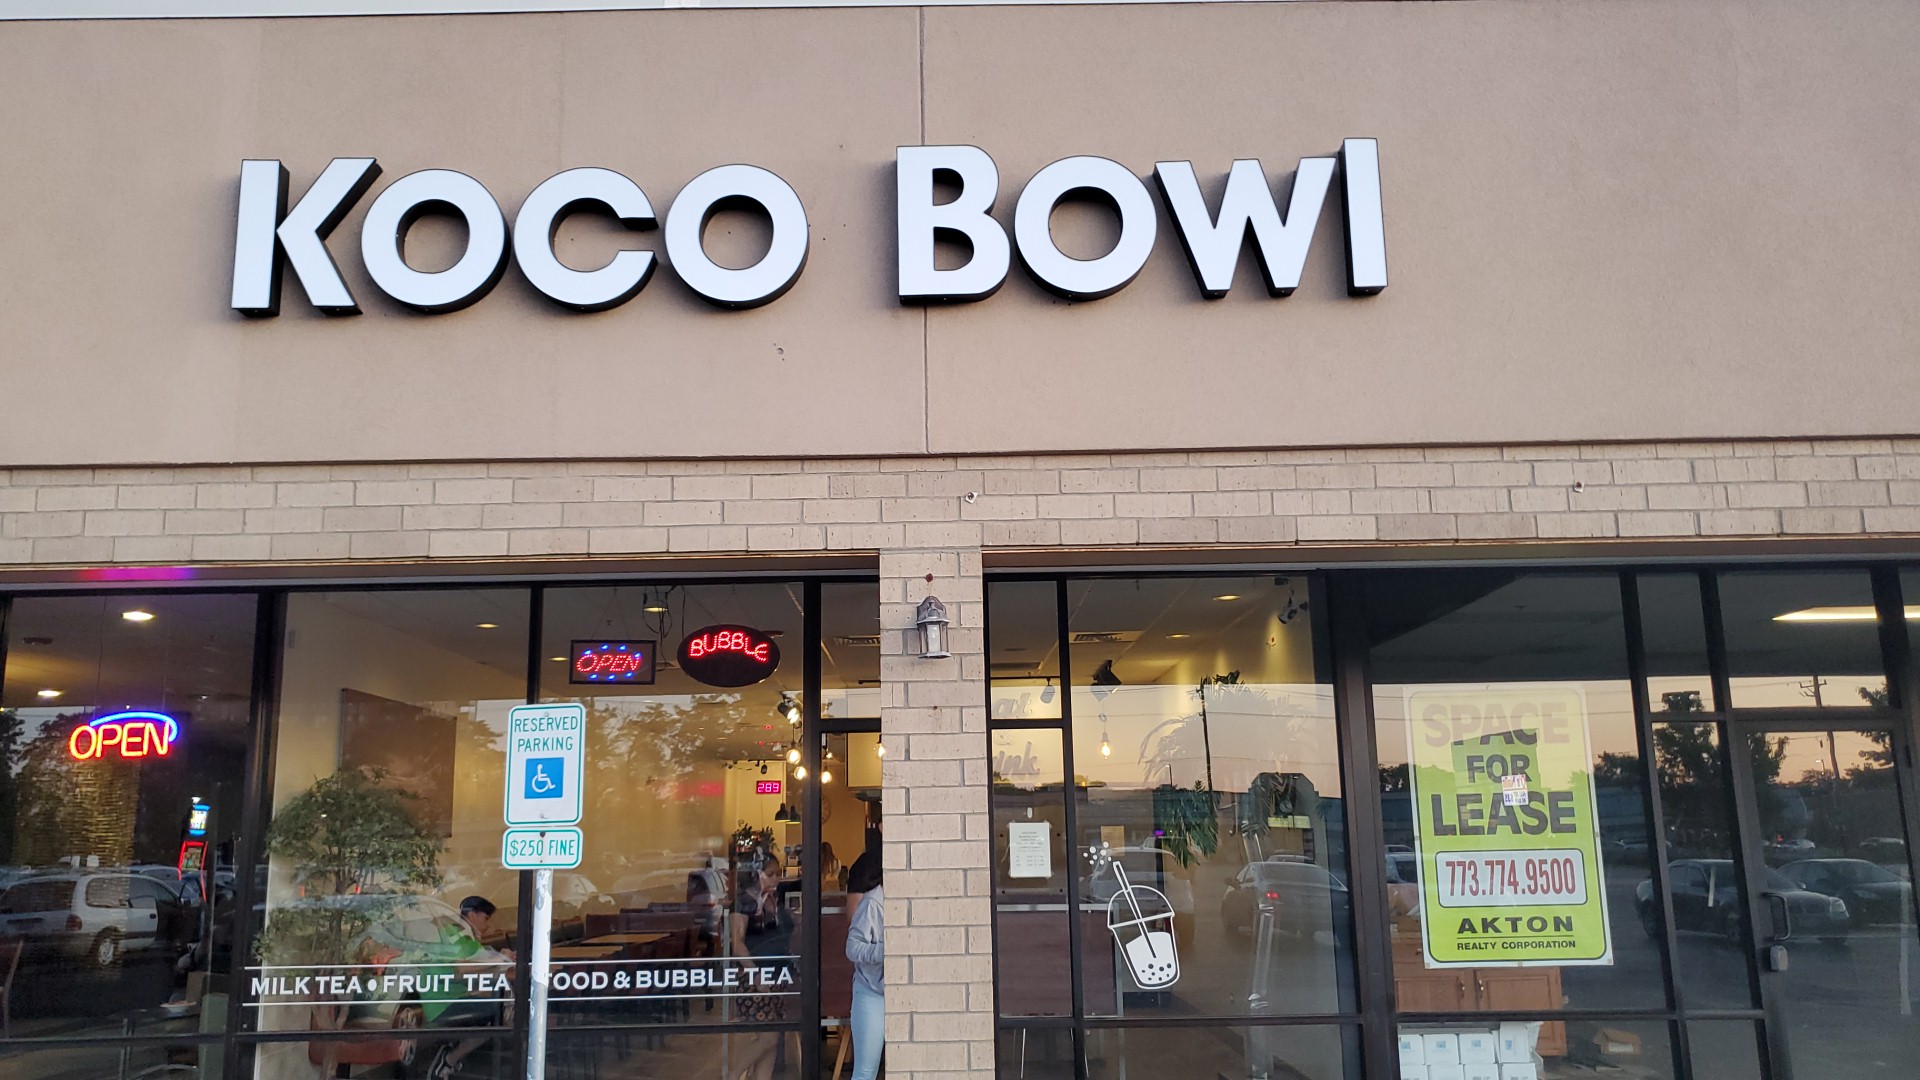 KOCO BOWl
OPEN
OPEN
BUBBLE
RESERVED
PARKING
$250 FINE
289
MILK TEA • FRUIT TEA
FOOD & BUBBLE TEA
SPACE
FOR
LEASE
773.774.9500
AKTON
REALTY CORPORATION